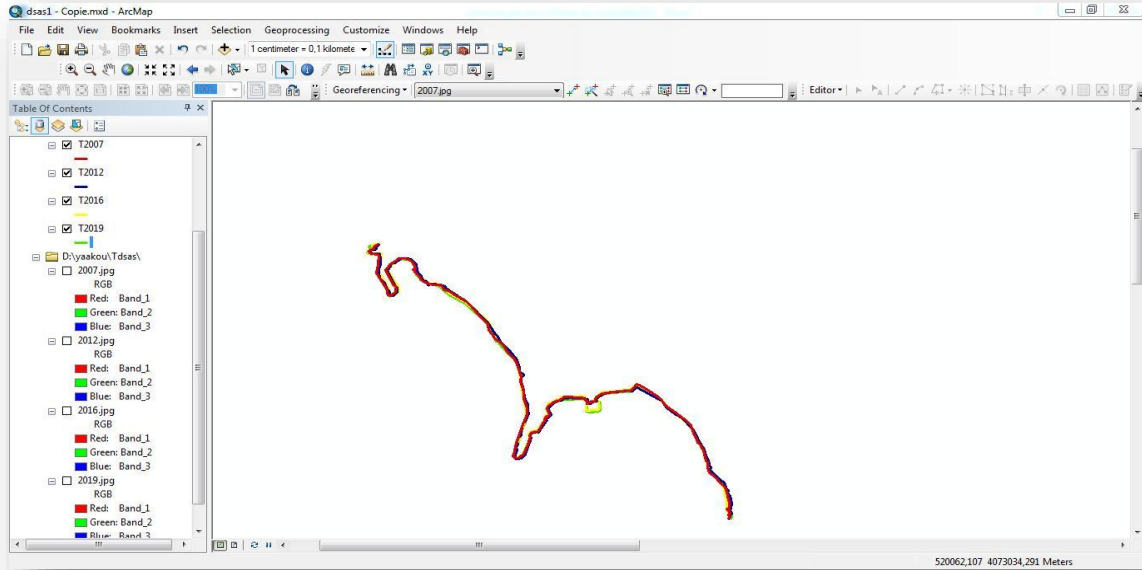 dsas1 - Copie.mxd - ArcMap
File Edit View Bookmarks Insert Selection Geoprocessing Customize Windows Help
1 centimeter = 0,1 kilomete
100%
Georeferencing 2007.jpg Editor
Table Of Contents
T2007
T2012
T2016
T2019
D:\yaakou\Tdsas\
2007.jpg
RGB
Red: Band_1
Green: Band_2
Blue: Band_3
2012.jpg
RGB
Red: Band_1
Green: Band_2
Blue: Band_3
2016.jpg
RGB
Red: Band_1
Green: Band_2
Blue: Band_3
2019.jpg
RGB
Red: Band_1
Green: Band_2
Blue: Band_3
520062,107 4073034,291 Meters